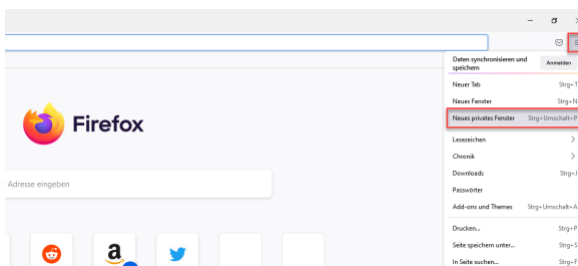 Daten synchronisieren und
speichern
Anmelden
Neuer Tab Strg+T
Neues Fenster Strg+N
Neues privates Fenster Strg+Umschalt+P
Firefox
Lesezeichen
Chronik
Downloads Strg+J
Adresse eingeben
Passwörter
Add-ons und Themes Strg+Umschalt+A
Drucken... Strg+P
Seite speichern unter... Strg+S
In Seite suchen... Strg+F
a